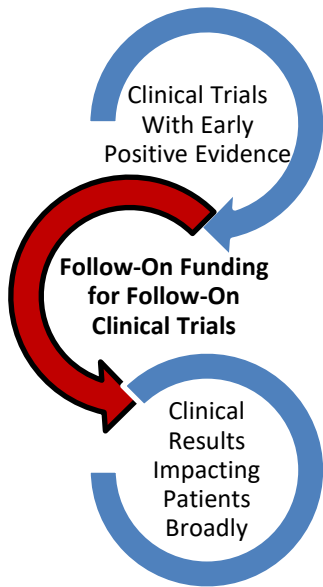 Clinical Trials
With Early
Positive Evidence
Follow-On Funding
for Follow-On
Clinical Trials
Clinical
Results
Impacting
Patients
Broadly